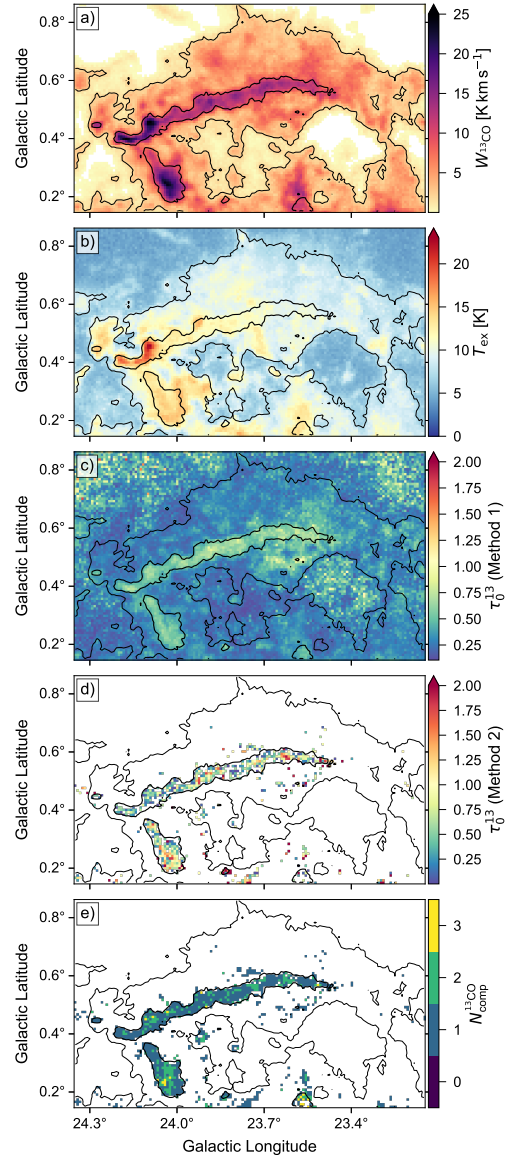 a)
0.8°
0.6°
0.4°
0.2°
Galactic Latitude
25
20
15
10
5
W13CO [K km s−1]
b)
0.8°
0.6°
0.4°
0.2°
Galactic Latitude
20
15
10
5
0
Tex [K]
c)
0.8°
0.6°
0.4°
0.2°
Galactic Latitude
2.00
1.75
1.50
1.25
1.00
0.75
0.50
0.25
τ013 (Method 1)
d)
0.8°
0.6°
0.4°
0.2°
Galactic Latitude
2.00
1.75
1.50
1.25
1.00
0.75
0.50
0.25
τ013 (Method 2)
e)
0.8°
0.6°
0.4°
0.2°
Galactic Latitude
3
2
1
0
N13COcomp
24.3° 24.0° 23.7° 23.4°
Galactic Longitude